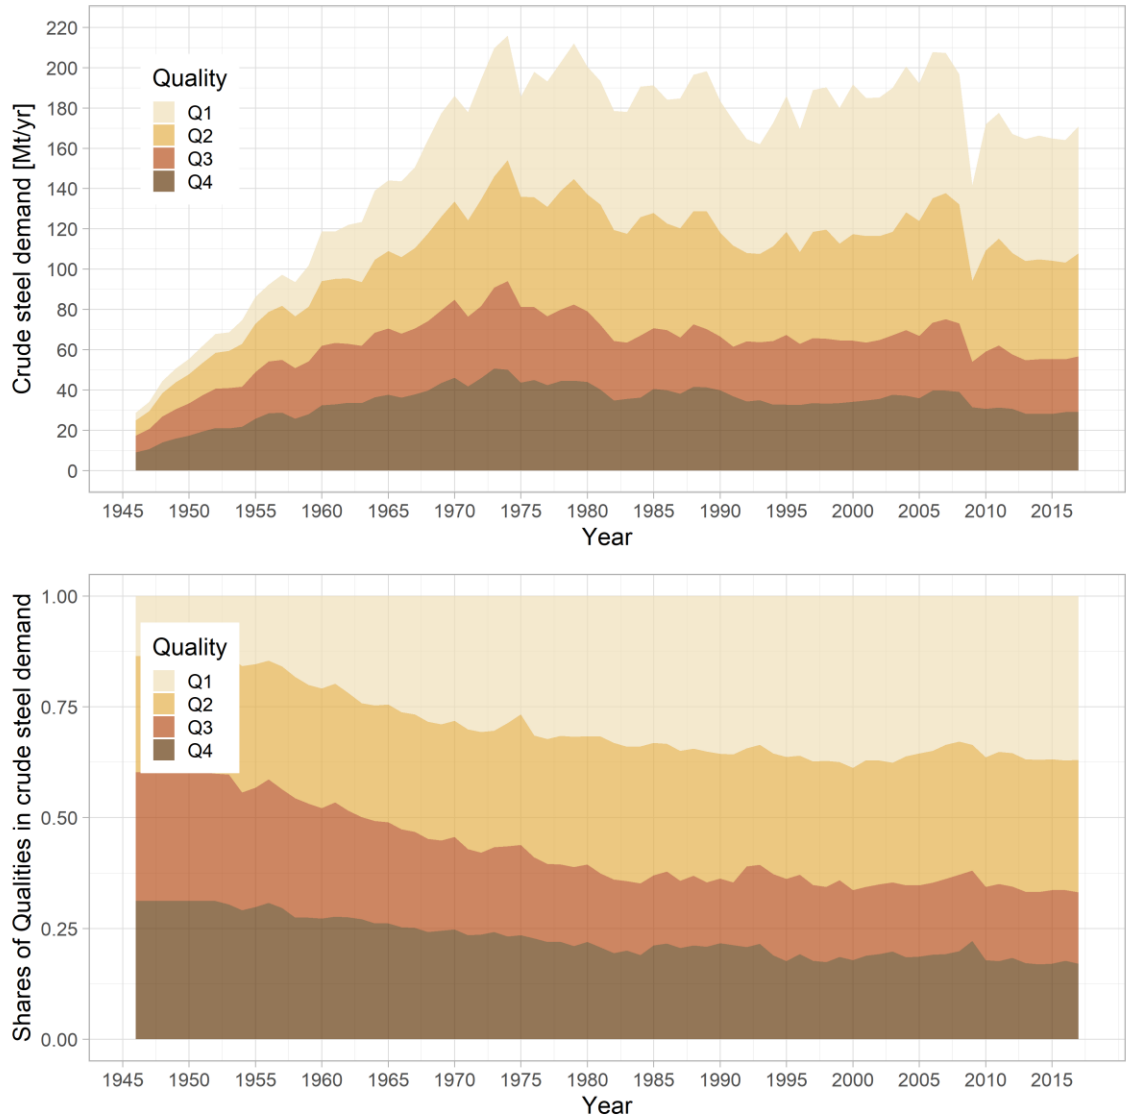 Crude steel demand [Mt/yr]
220
200
180
160
140
120
100
80
60
40
20
0
Quality
Q1
Q2
Q3
Q4
1945 1950 1955 1960 1965 1970 1975 1980 1985 1990 1995 2000 2005 2010 2015
Year
Shares of Qualities in crude steel demand
1.00
0.75
0.50
0.25
0.00
Quality
Q1
Q2
Q3
Q4
1945 1950 1955 1960 1965 1970 1975 1980 1985 1990 1995 2000 2005 2010 2015
Year